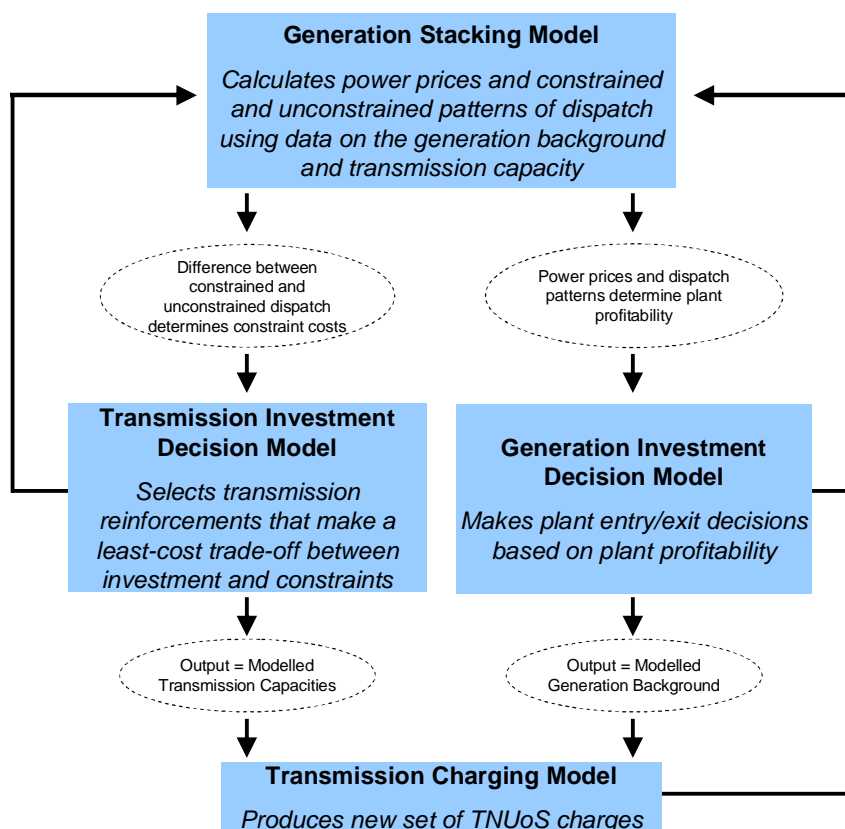 Generation Stacking Model
Calculates power prices and constrained
and unconstrained patterns of dispatch
using data on the generation background
and transmission capacity
Difference between
constrained and
unconstrained dispatch
determines constraint costs
Power prices and dispatch
patterns determine plant
profitability
Transmission Investment
Decision Model
Selects transmission
reinforcements that make a
least-cost trade-off between
investment and constraints
Generation Investment
Decision Model
Makes plant entry/exit decisions
based on plant profitability
Output = Modelled
Transmission Capacities
Output = Modelled
Generation Background
Transmission Charging Model
Produces new set of TNUoS charges